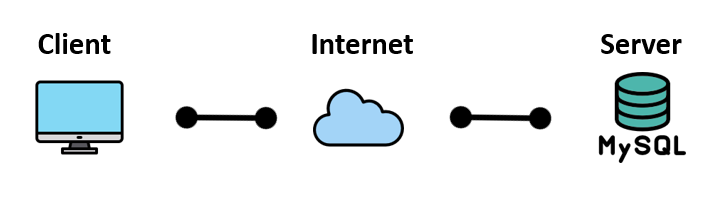 Client
Internet
Server
MySQL